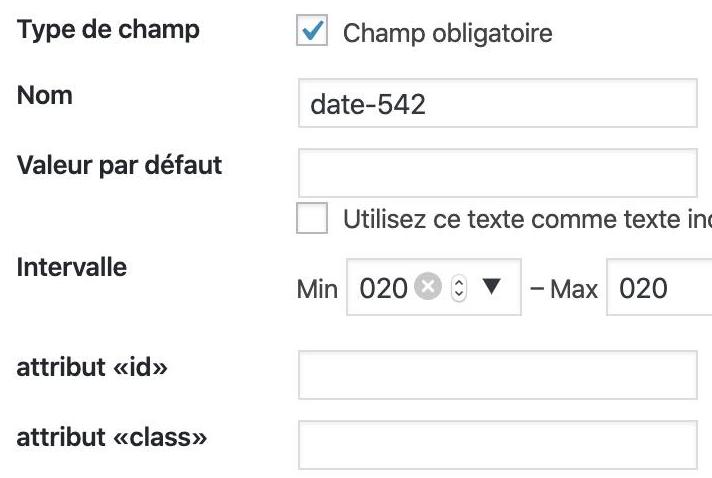 Type de champ Champ obligatoire
Nom date-542
Valeur par défaut
Utilisez ce texte comme texte
Intervalle Min 020 – Max 020
attribut «id»
attribut «class»